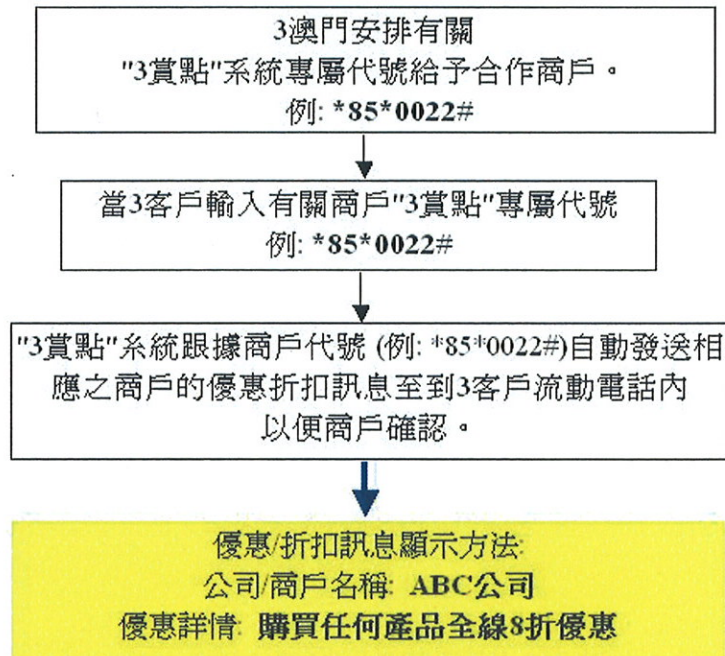 3澳門安排有關
"3賞點"系統專屬代號給予合作商戶。
例: *85*0022#
當3客戶輸入有關商戶"3賞點"專屬代號
例: *85*0022#
"3賞點"系統跟據商戶代號 (例: *85*0022#)自動發送相
應之商戶的優惠折扣訊息至到3客戶流動電話內
以便商戶確認。
優惠/折扣訊息顯示方法:
公司/商戶名稱: ABC公司
優惠詳情: 購買任何產品全線8折優惠